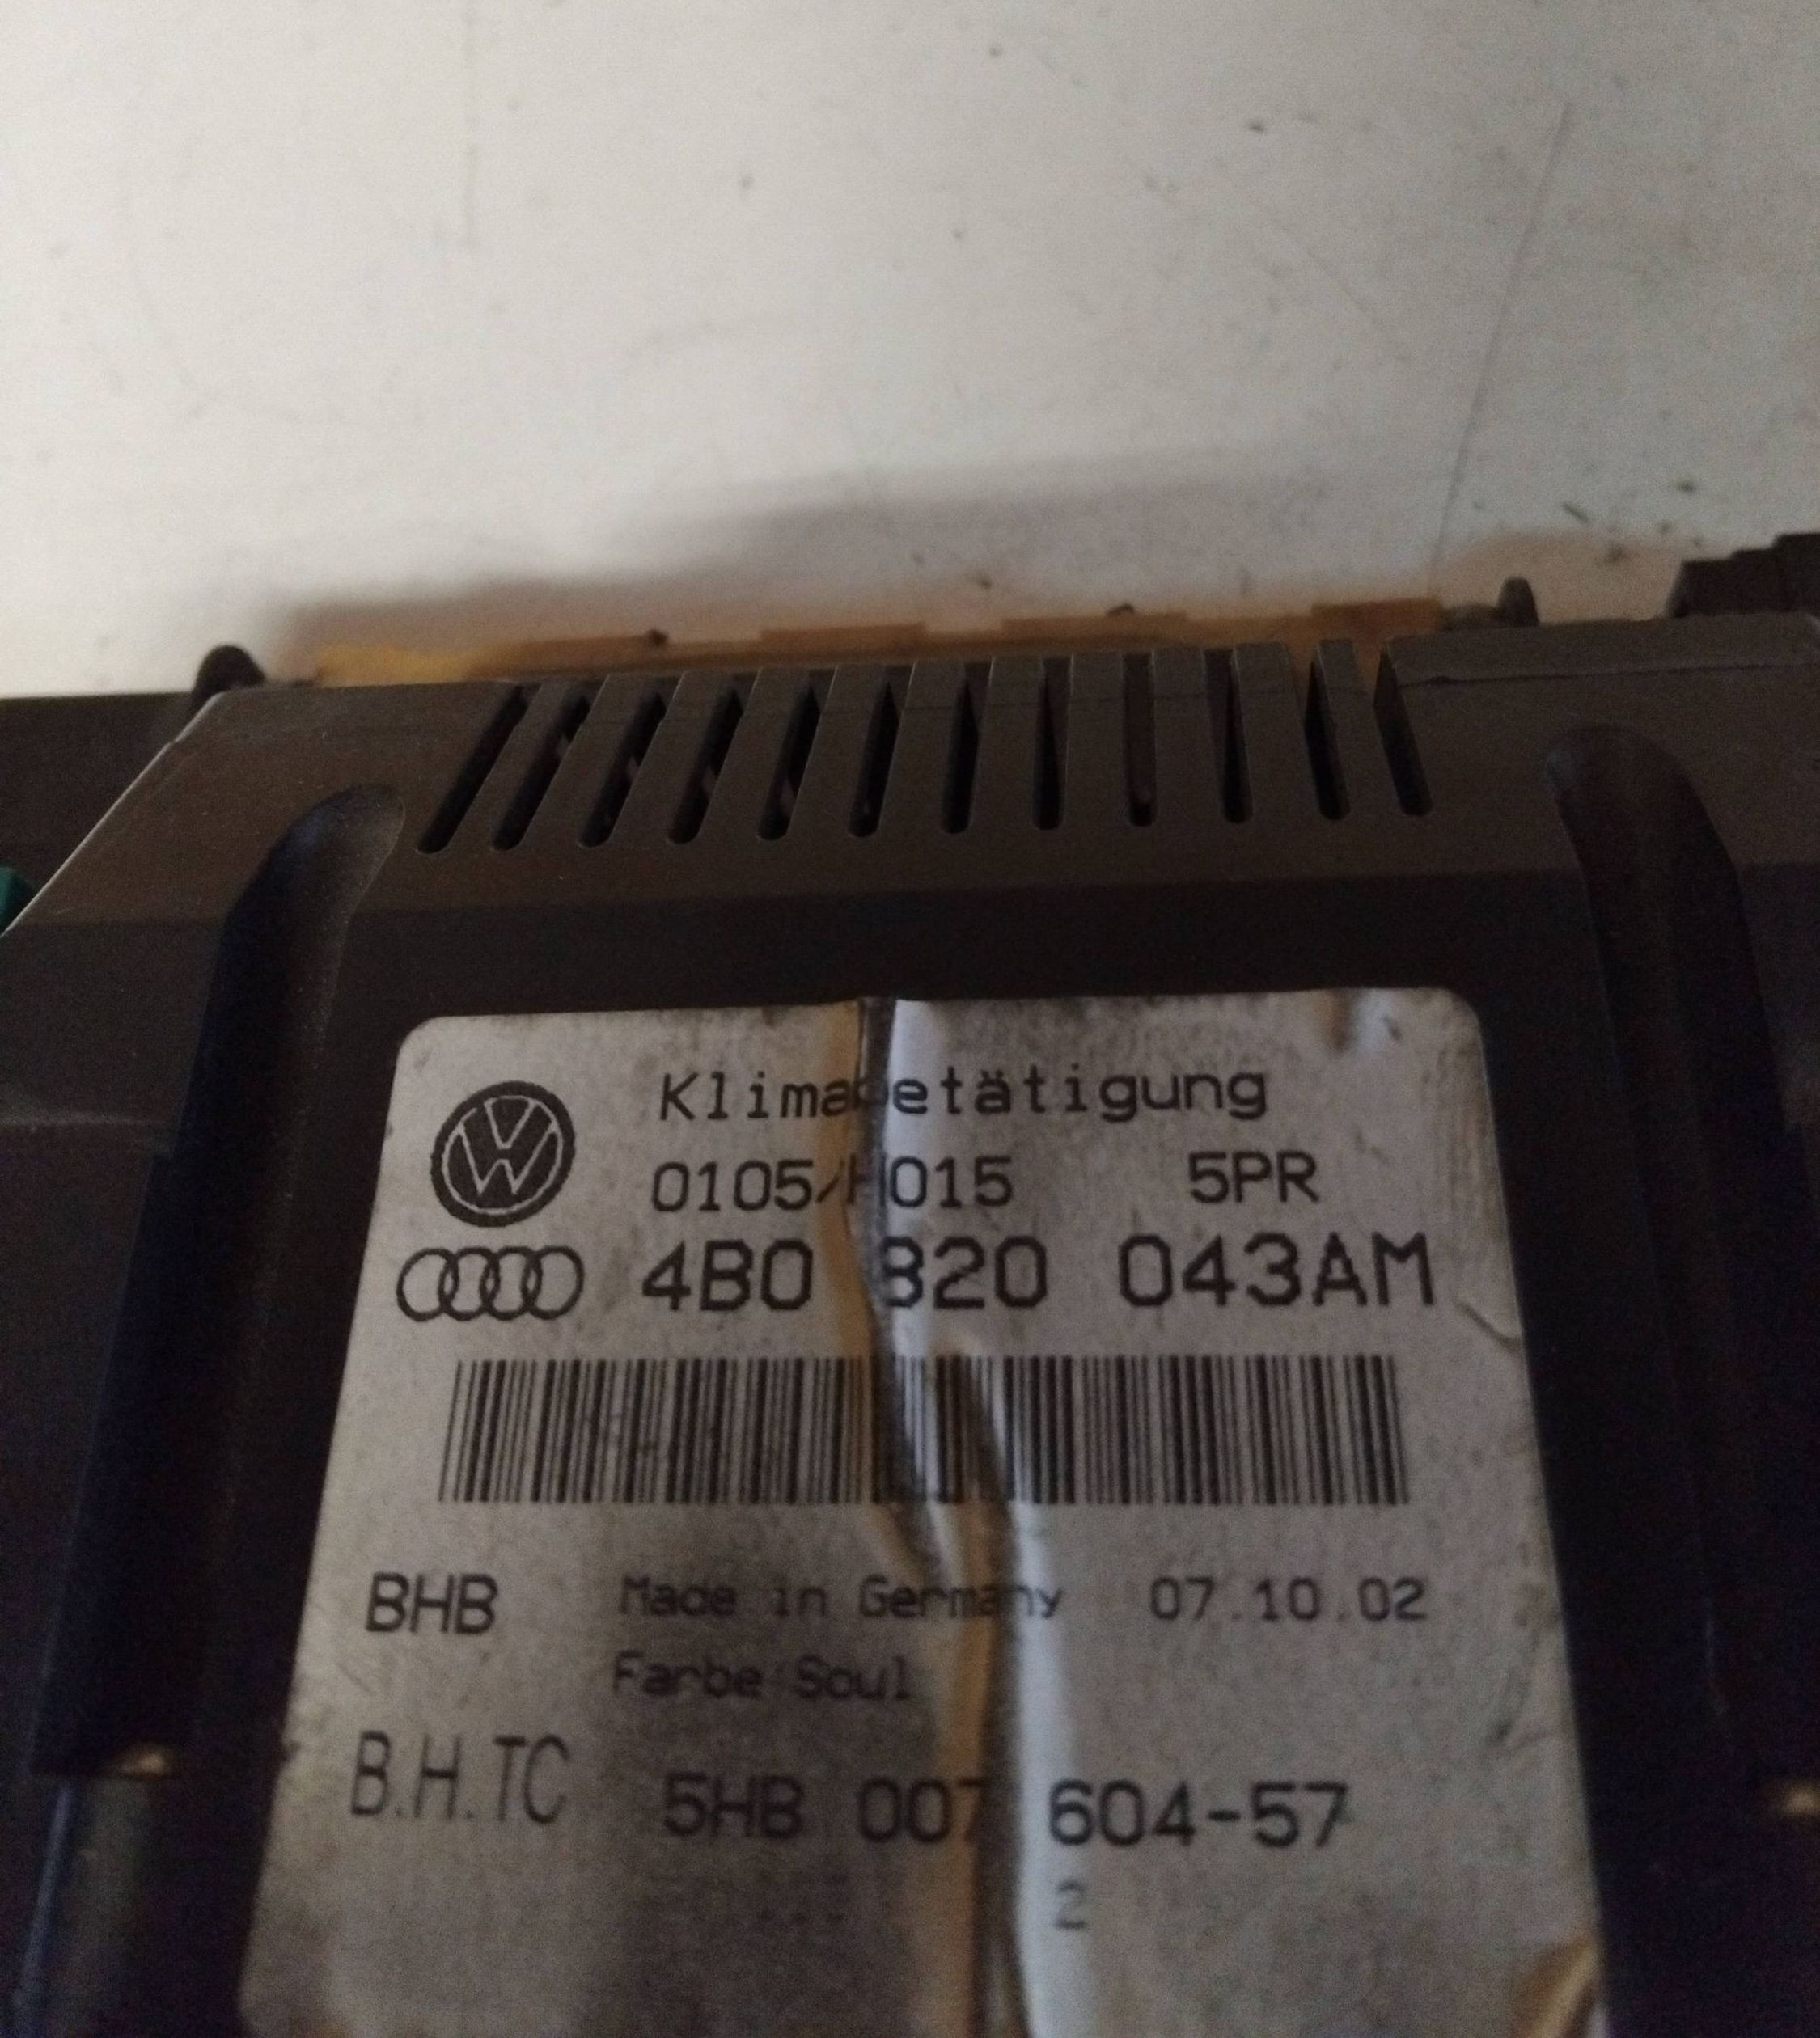 Klimabetätigung
0105/H015 5PR
4B0 820 043AM
BHB Made in Germany 07.10.02
Farbe Soul
B.H.TC 5HB 007 604-57
2